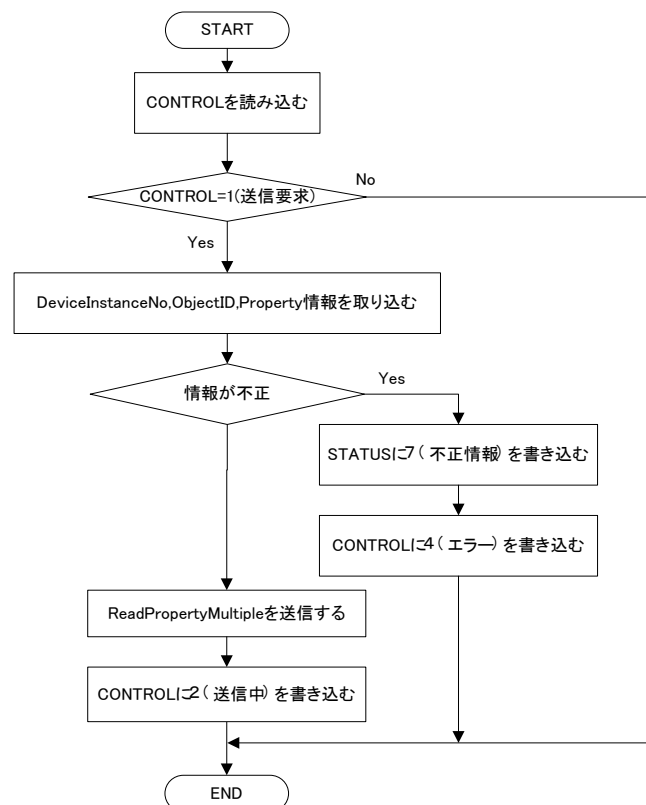 START
CONTROLを読み込む
No
CONTROL=1(送信要求)
Yes
DeviceInstanceNo,ObjectID,Property情報を取り込む
Yes
情報が不正
STATUSに7(不正情報)を書き込む
CONTROLに4(エラー)を書き込む
ReadPropertyMultipleを送信する
CONTROLに2(送信中)を書き込む
END